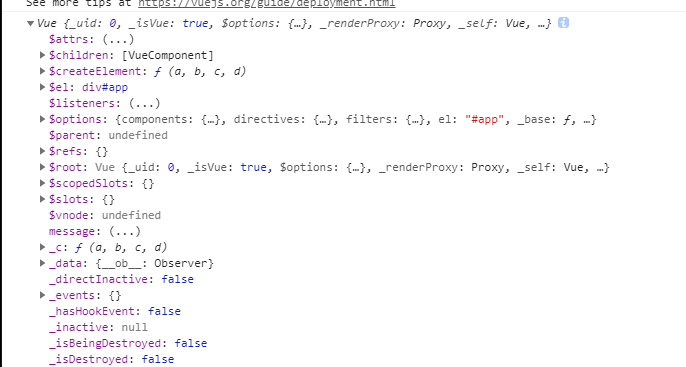 See more tips at https://vuejs.org/guide/deployment.html
▼Vue {_uid: 0, _isVue: true, $options: {…}, _renderProxy: Proxy, _self: Vue, …} i
$attrs: (...)
▶$children: [VueComponent]
▶$createElement: ƒ (a, b, c, d)
▶$el: div#app
$listeners: (...)
▶$options: {components: {…}, directives: {…}, filters: {…}, el: "#app", _base: ƒ, …}
$parent: undefined
▶$refs: {}
▶$root: Vue {_uid: 0, _isVue: true, $options: {…}, _renderProxy: Proxy, _self: Vue, …}
▶$scopedSlots: {}
▶$slots: {}
$vnode: undefined
message: (...)
▶_c: ƒ (a, b, c, d)
▶_data: {__ob__: Observer}
_directInactive: false
▶_events: {}
_hasHookEvent: false
_inactive: null
_isBeingDestroyed: false
_isDestroyed: false